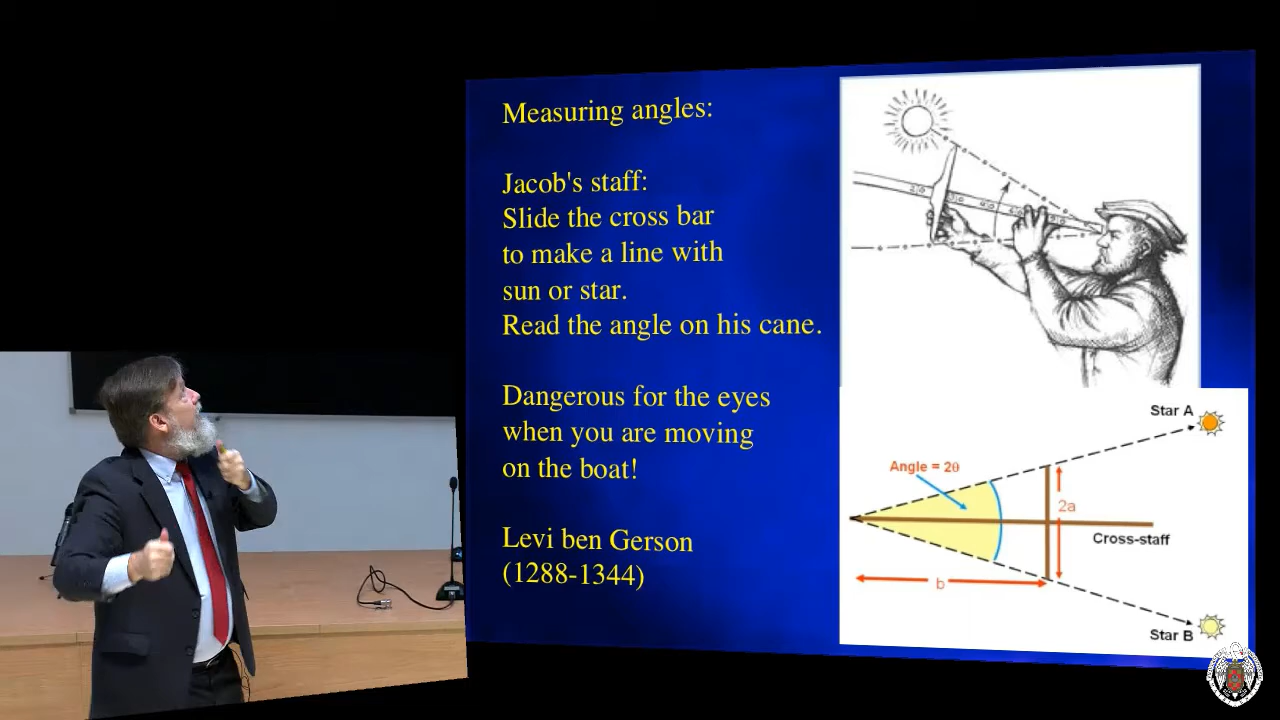 Measuring angles:
Jacob's staff:
Slide the cross bar
to make a line with
sun or star.
Read the angle on his cane.
Dangerous for the eyes
when you are moving
on the boat!
Levi ben Gerson
(1288-1344)
Star A
Angle = 2θ
2a
Cross-staff
b
Star B